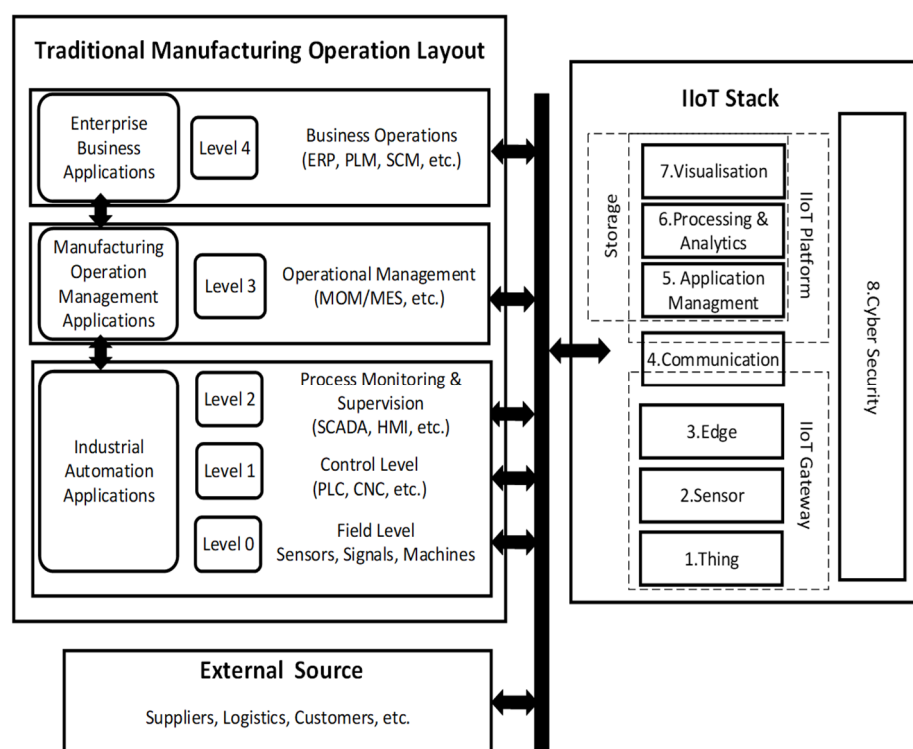 Traditional Manufacturing Operation Layout
Enterprise
Business
Applications
Level 4
Business Operations
(ERP, PLM, SCM, etc.)
Manufacturing
Operation
Management
Applications
Level 3
Operational Management
(MOM/MES, etc.)
Industrial
Automation
Applications
Level 2
Process Monitoring &
Supervision
(SCADA, HMI, etc.)
Level 1
Control Level
(PLC, CNC, etc.)
Level 0
Field Level
Sensors, Signals, Machines
External Source
Suppliers, Logistics, Customers, etc.
IIoT Stack
Storage
7.Visualisation
6.Processing &
Analytics
5. Application
Managment
IIoT Platform
4.Communication
3.Edge
2.Sensor
1.Thing
IIoT Gateway
8.Cyber Security